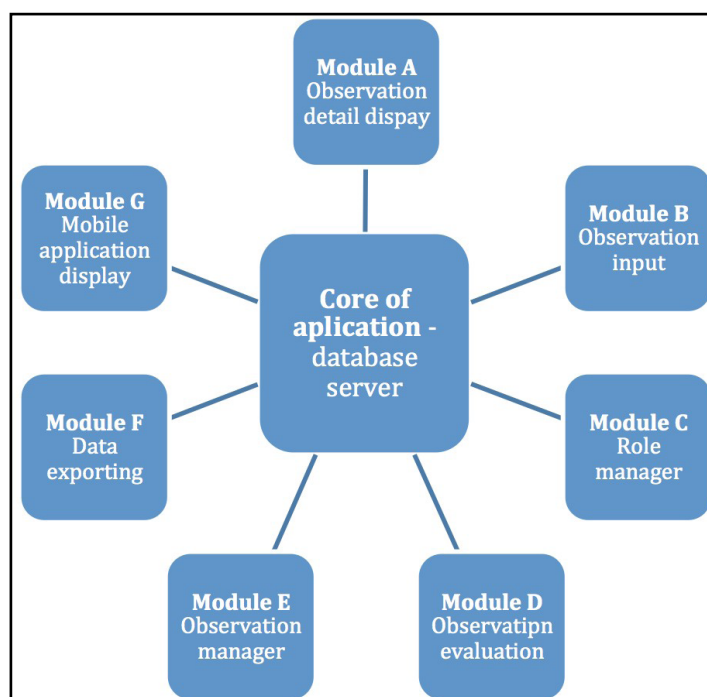 Module A
Observation
detail dispay
Module G
Mobile
application
display
Module B
Observation
input
Core of
aplication -
database
server
Module F
Data
exporting
Module C
Role
manager
Module E
Observation
manager
Module D
Observatipn
evaluation